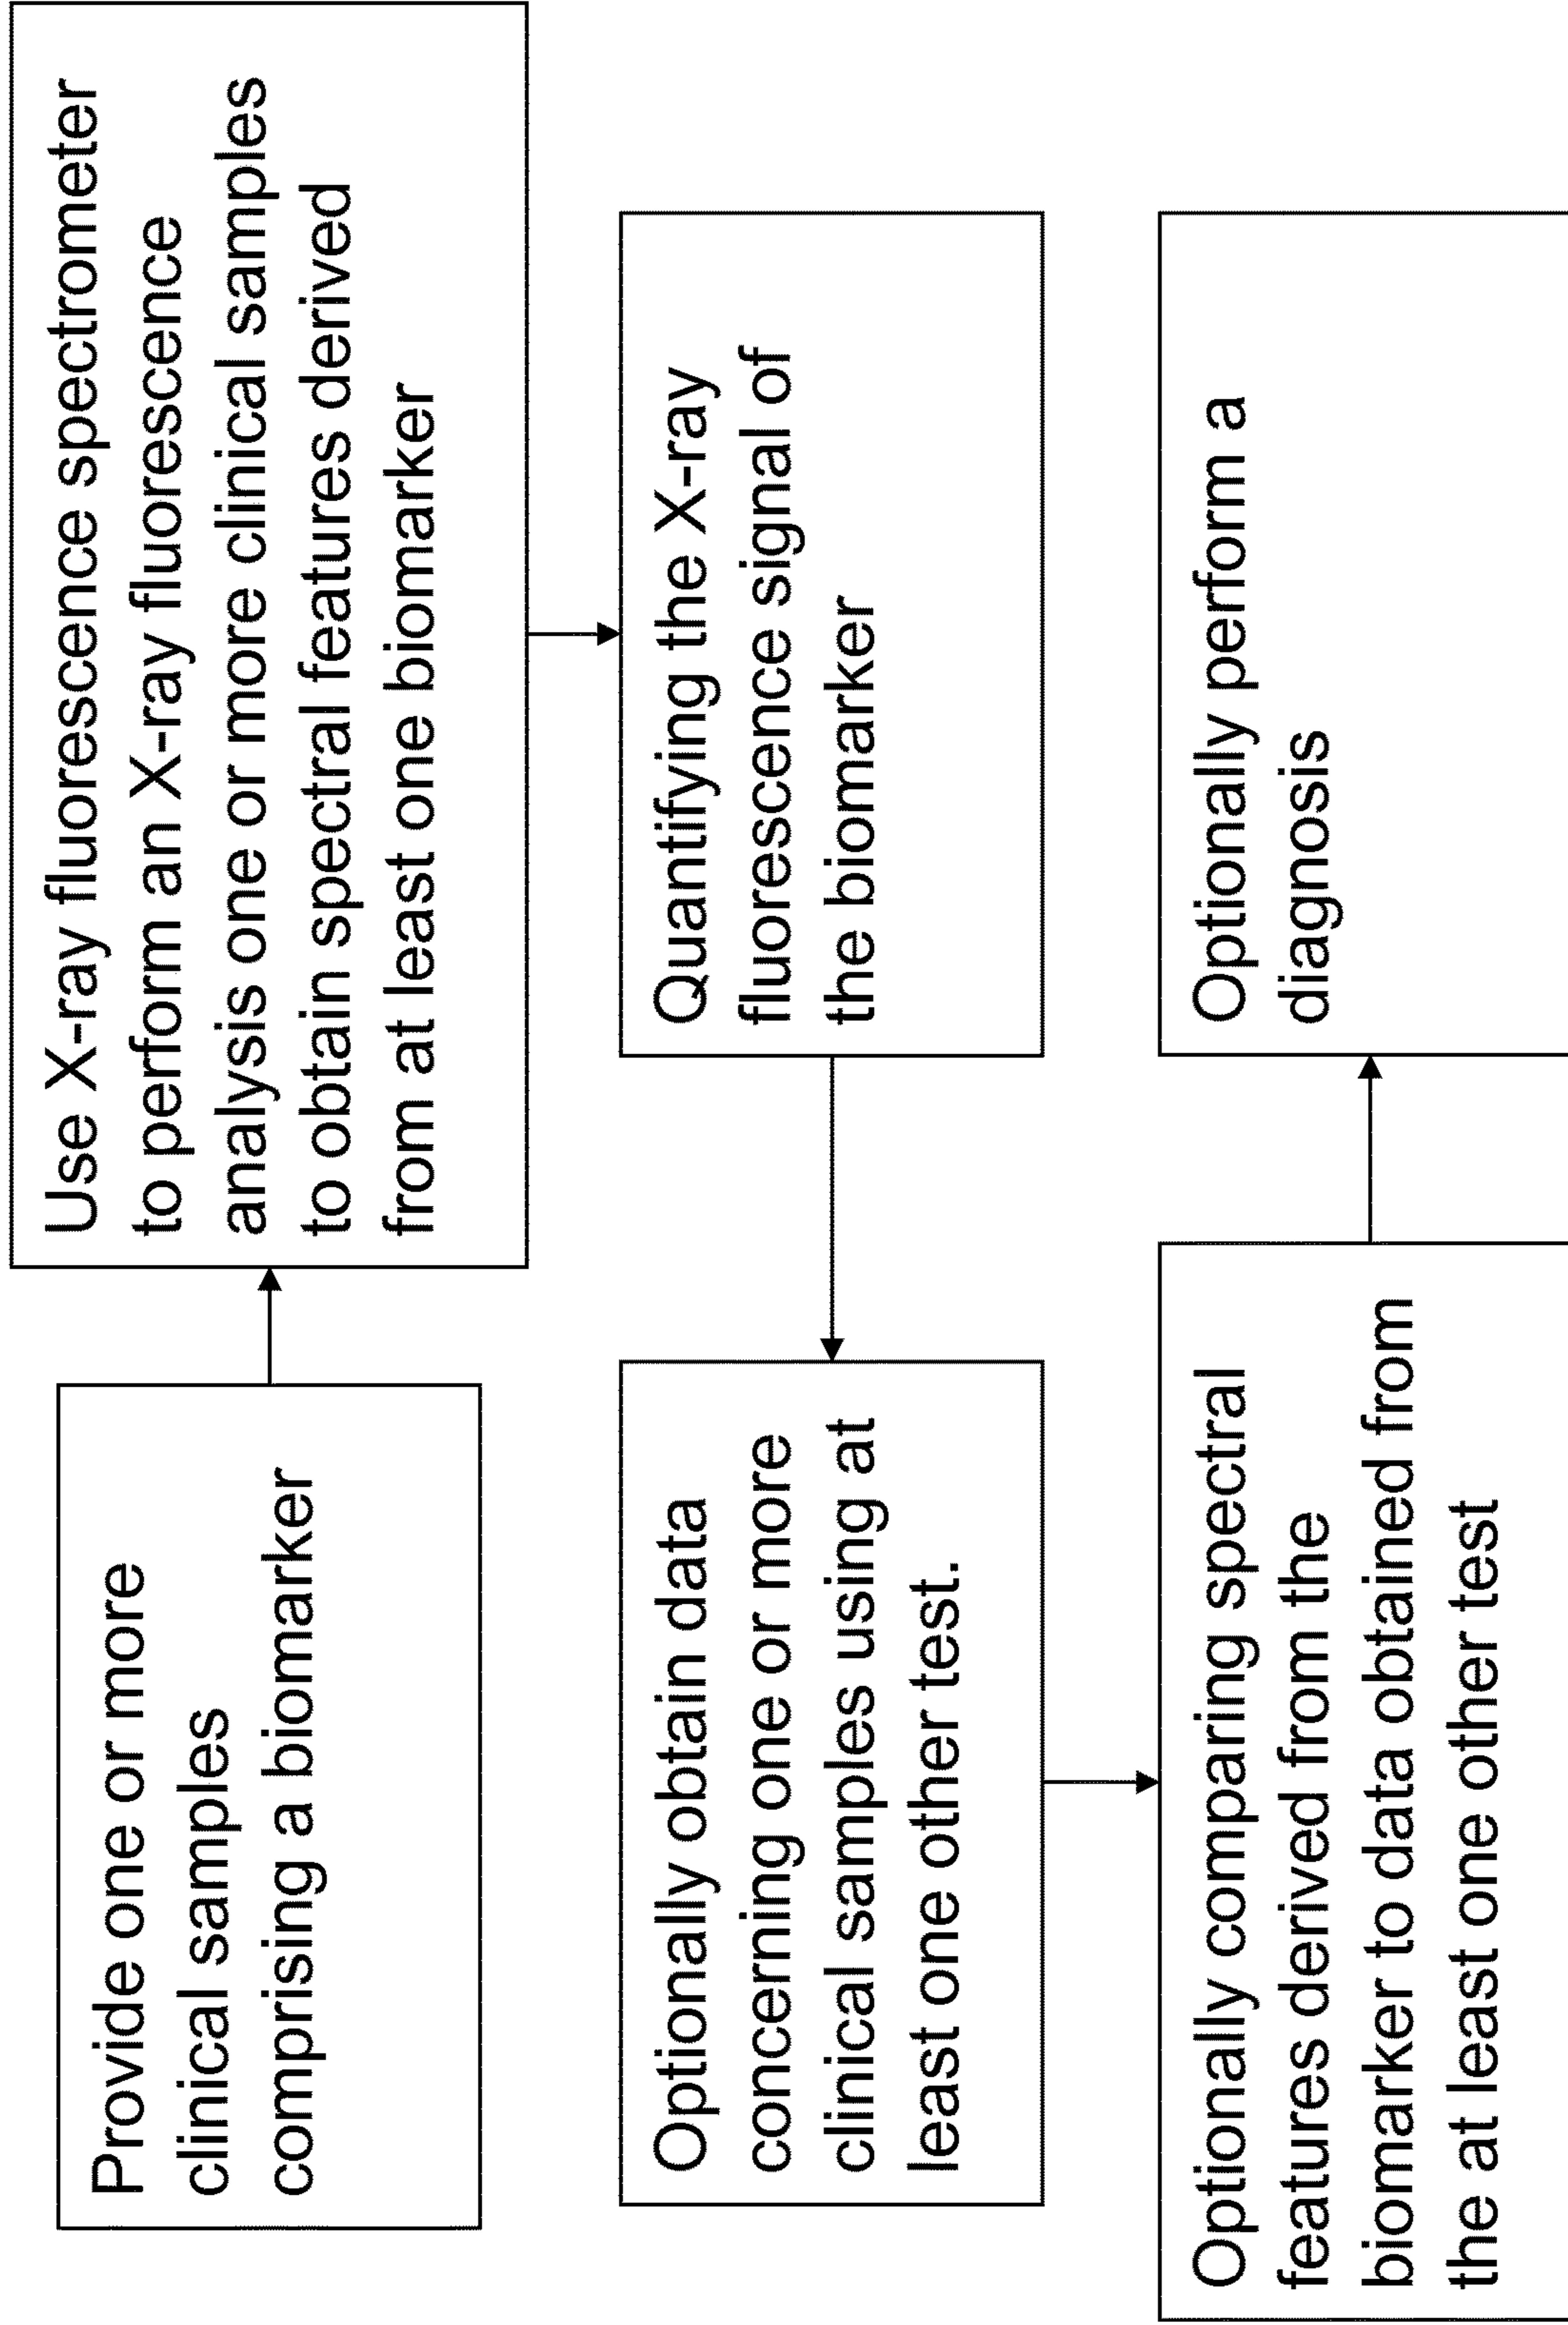 Provide one or more
clinical samples
comprising a biomarker
Use X-ray fluorescence spectrometer
to perform an X-ray fluorescence
analysis one or more clinical samples
to obtain spectral features derived
from at least one biomarker
Quantifying the X-ray
fluorescence signal of
the biomarker
Optionally obtain data
concerning one or more
clinical samples using at
least one other test.
Optionally comparing spectral
features derived from the
biomarker to data obtained from
the at least one other test
Optionally perform a
diagnosis